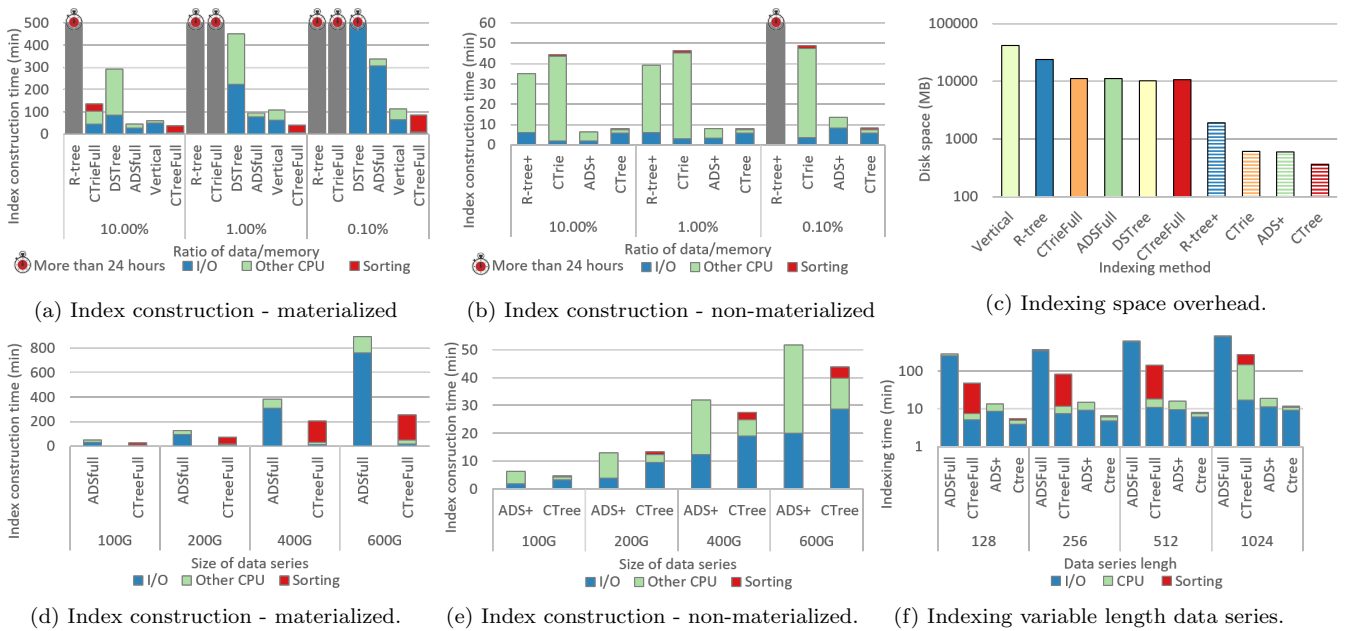 Index construction time (min)
500
400
300
200
100
0
R-tree
CTrieFull
DSTree
ADSfull
Vertical
CTreeFull
R-tree
CTrieFull
DSTree
ADSfull
Vertical
CTreeFull
R-tree
CTrieFull
DSTree
ADSfull
Vertical
CTreeFull
10.00%
1.00%
0.10%
Ratio of data/memory
More than 24 hours
I/O
Other CPU
Sorting
(a) Index construction - materialized
Index construction time (min)
60
50
40
30
20
10
0
R-tree+
CTrie
ADS+
CTree
R-tree+
CTrie
ADS+
CTree
R-tree+
CTrie
ADS+
CTree
10.00%
1.00%
0.10%
Ratio of data/memory
More than 24 hours
I/O
Other CPU
Sorting
(b) Index construction - non-materialized
Disk space (MB)
100000
10000
1000
100
Vertical
R-tree
CTrieFull
ADSFull
DSTree
CTreeFull
R-tree+
CTrie
ADS+
CTree
Indexing method
(c) Indexing space overhead.
Index construction time (min)
800
600
400
200
0
ADSfull
CTreeFull
ADSfull
CTreeFull
ADSfull
CTreeFull
ADSfull
CTreeFull
100G
200G
400G
600G
Size of data series
I/O
Other CPU
Sorting
(d) Index construction - materialized.
Index consruction time (min)
50
40
30
20
10
0
ADS+
CTree
ADS+
CTree
ADS+
CTree
ADS+
CTree
100G
200G
400G
600G
Size of data series
I/O
Other CPU
Sorting
(e) Index construction - non-materialized.
Indexing time (min)
100
10
1
ADSFull
CTreeFull
ADS+
Ctree
ADSFull
CTreeFull
ADS+
Ctree
ADSFull
CTreeFull
ADS+
Ctree
ADSFull
CTreeFull
ADS+
Ctree
128
256
512
1024
Data series lengh
I/O
CPU
Sorting
(f) Indexing variable length data series.